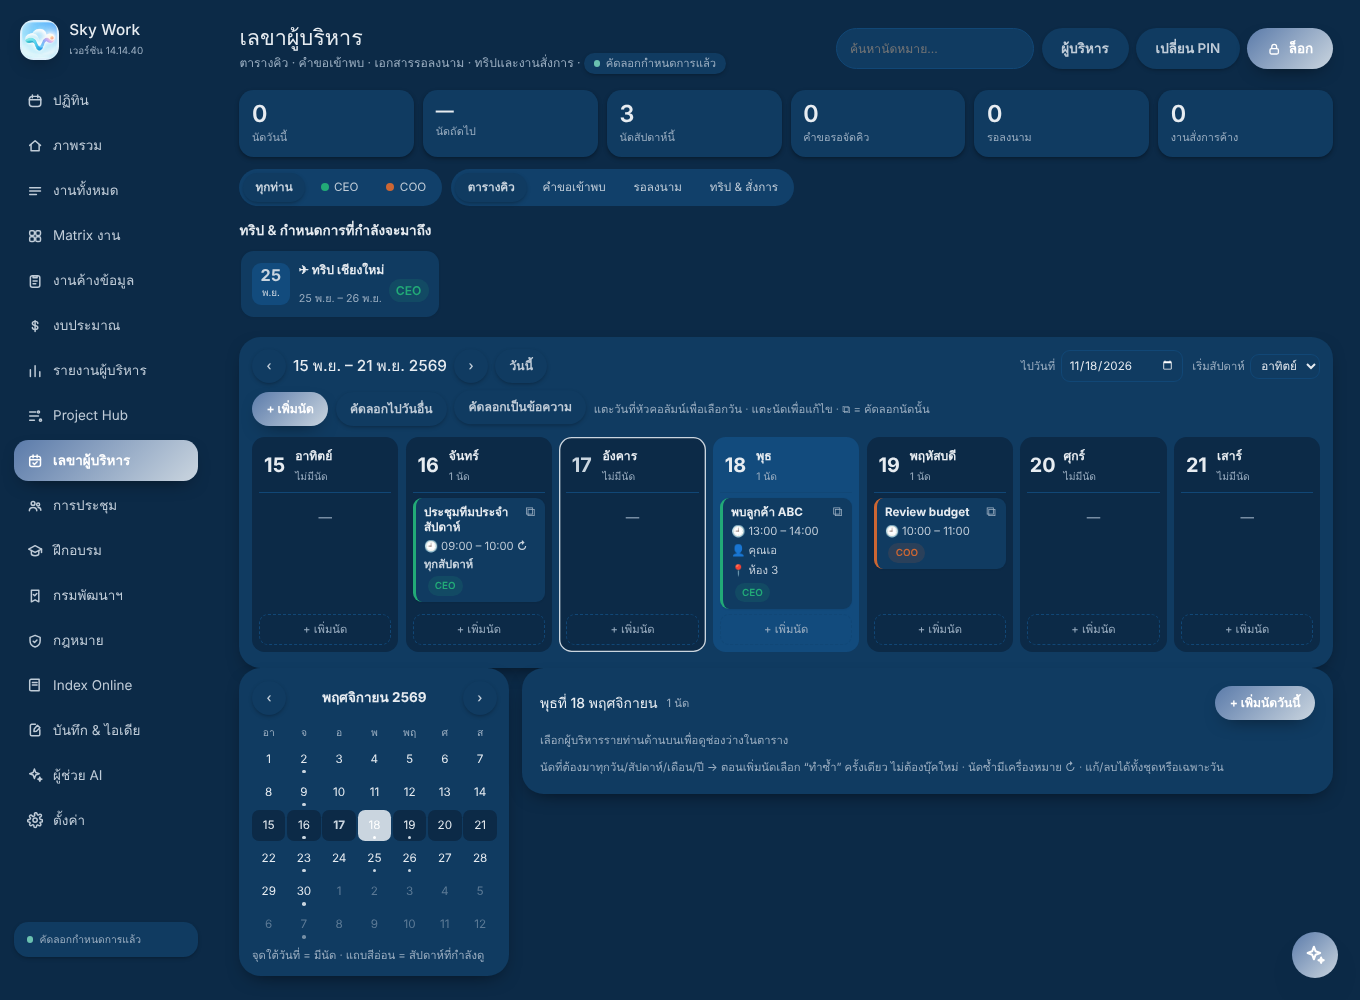 Sky Work
เวอร์ชัน 14.14.40
ปฏิทิน
ภาพรวม
งานทั้งหมด
Matrix งาน
งานค้างข้อมูล
งบประมาณ
รายงานผู้บริหาร
Project Hub
เลขาผู้บริหาร
การประชุม
ฝึกอบรม
กรมพัฒนาฯ
กฎหมาย
Index Online
บันทึก & ไอเดีย
ผู้ช่วย AI
ตั้งค่า
คัดลอกกำหนดการแล้ว
เลขาผู้บริหาร
ตารางคิว · คำขอเข้าพบ · เอกสารรอลงนาม · ทริปและงานสั่งการ · คัดลอกกำหนดการแล้ว
ค้นหานัดหมาย...
ผู้บริหาร
เปลี่ยน PIN
ล็อก
0
นัดวันนี้
—
นัดถัดไป
3
นัดสัปดาห์นี้
0
คำขอรอจัดคิว
0
รอลงนาม
0
งานสั่งการค้าง
ทุกท่าน CEO COO
ตารางคิว คำขอเข้าพบ รอลงนาม ทริป & สั่งการ
ทริป & กำหนดการที่กำลังจะมาถึง
25
พ.ย.
✈ ทริป เชียงใหม่
25 พ.ย. – 26 พ.ย.
CEO
‹ 15 พ.ย. – 21 พ.ย. 2569 › วันนี้
ไปวันที่ 11/18/2026 เริ่มสัปดาห์ อาทิตย์
+ เพิ่มนัด คัดลอกไปวันอื่น คัดลอกเป็นข้อความ แตะวันที่หัวคอลัมน์เพื่อเลือกวัน · แตะนัดเพื่อแก้ไข · ⧉ = คัดลอกนัดนั้น
15 อาทิตย์
ไม่มีนัด
—
+ เพิ่มนัด
16 จันทร์
1 นัด
ประชุมทีมประจำ ⧉
สัปดาห์
🕘 09:00 – 10:00 ↻
ทุกสัปดาห์
CEO
+ เพิ่มนัด
17 อังคาร
ไม่มีนัด
—
+ เพิ่มนัด
18 พุธ
1 นัด
พบลูกค้า ABC ⧉
🕘 13:00 – 14:00
👤 คุณเอ
📍 ห้อง 3
CEO
+ เพิ่มนัด
19 พฤหัสบดี
1 นัด
Review budget ⧉
🕘 10:00 – 11:00
COO
+ เพิ่มนัด
20 ศุกร์
ไม่มีนัด
—
+ เพิ่มนัด
21 เสาร์
ไม่มีนัด
—
+ เพิ่มนัด
‹ พฤศจิกายน 2569 ›
อา จ อ พ พฤ ศ ส
1 2 3 4 5 6 7
8 9 10 11 12 13 14
15 16 17 18 19 20 21
22 23 24 25 26 27 28
29 30 1 2 3 4 5
6 7 8 9 10 11 12
จุดใต้วันที่ = มีนัด · แถบสีอ่อน = สัปดาห์ที่กำลังดู
พุธที่ 18 พฤศจิกายน 1 นัด
+ เพิ่มนัดวันนี้
เลือกผู้บริหารรายท่านด้านบนเพื่อดูช่องว่างในตาราง
นัดที่ต้องมาทุกวัน/สัปดาห์/เดือน/ปี → ตอนเพิ่มนัดเลือก “ทำซ้ำ” ครั้งเดียว ไม่ต้องบุ๊คใหม่ · นัดซ้ำมีเครื่องหมาย ↻ · แก้/ลบได้ทั้งชุดหรือเฉพาะวัน